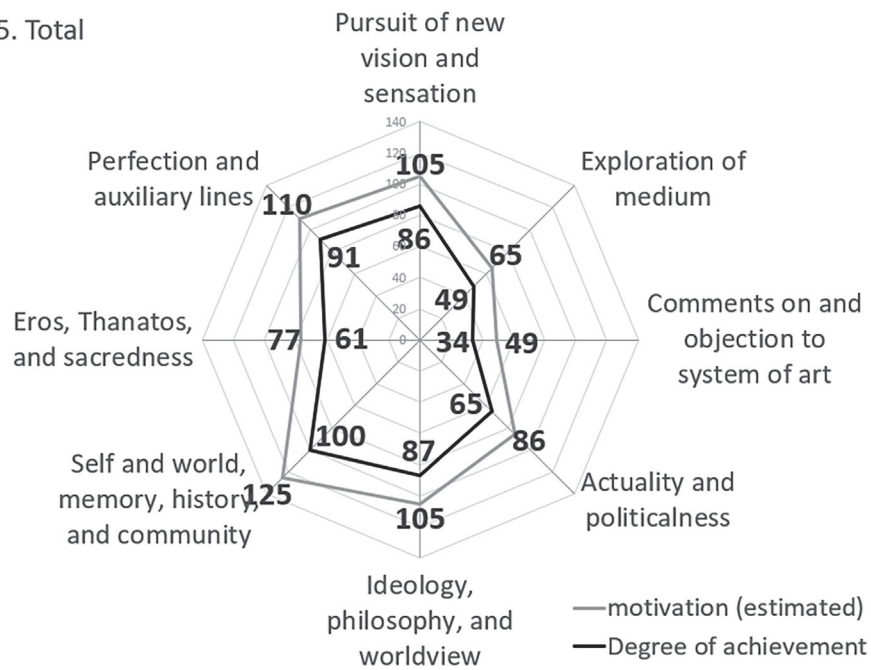 5. Total
Pursuit of new
vision and
sensation
Exploration of
medium
Comments on and
objection to
system of art
Actuality and
politicalness
Ideology,
philosophy, and
worldview
Self and world,
memory, history,
and community
Eros, Thanatos,
and sacredness
Perfection and
auxiliary lines
140
120
100
80
60
40
20
0
105
65
49
86
105
125
77
110
86
49
34
65
87
100
61
91
motivation (estimated)
Degree of achievement